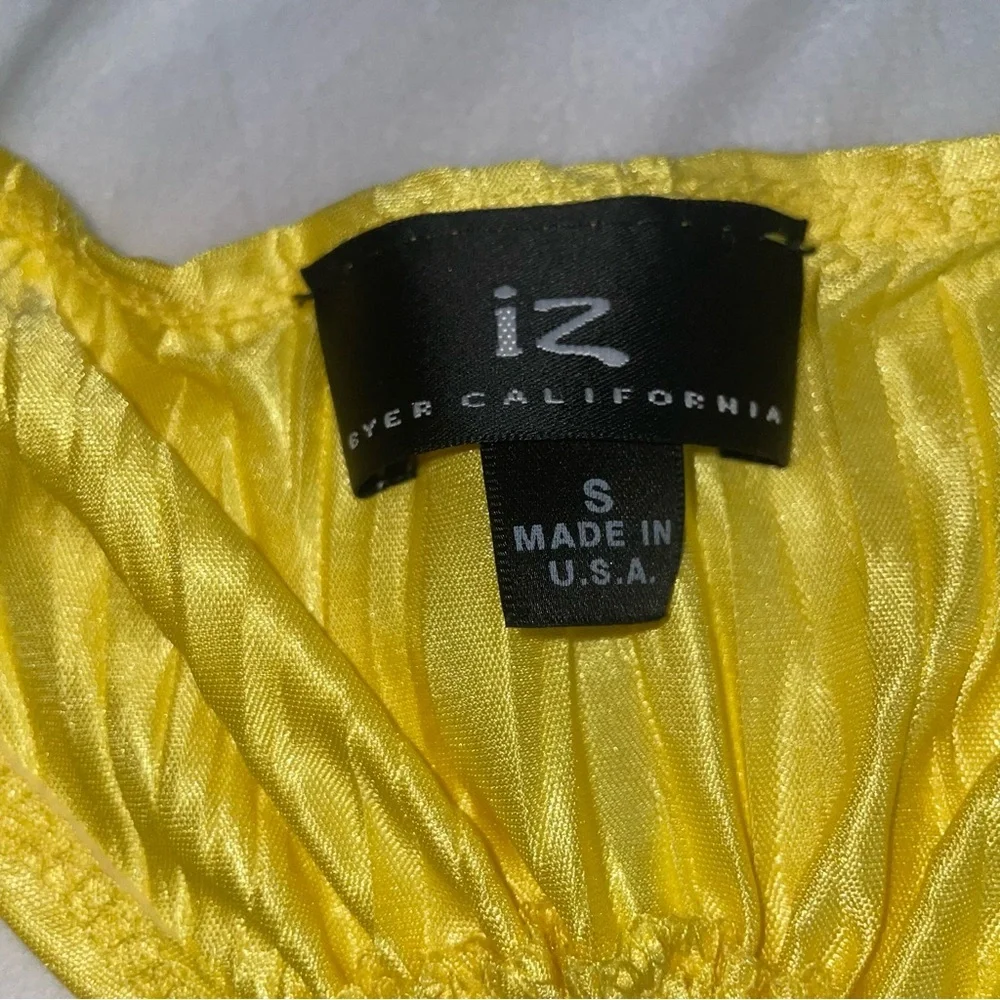 iz
BYER CALIFORNIA
S
MADE IN
U.S.A.